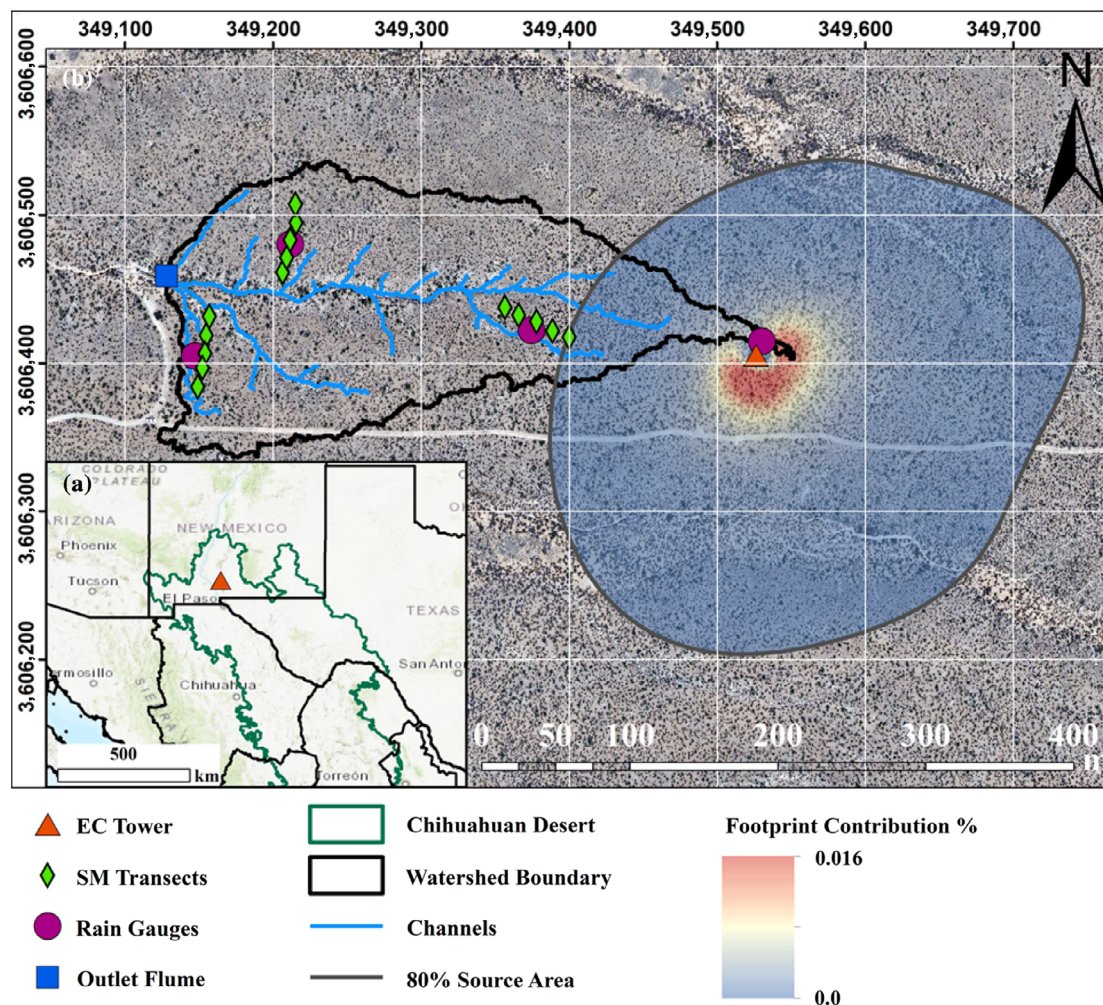 349,100 349,200 349,300 349,400 349,500 349,600 349,700
3,606,600
3,606,500
3,606,400
3,606,300
3,606,200
(b)
N
0 50 100 200 300 400
m
(a)
COLORADO
PLATEAU
ARIZONA
NEW MEXICO
Phoenix
Tucson
El Paso
TEXAS
San Anton
ermosillo
Chihuahua
SIERRA
Torreón
500
km
EC Tower
SM Transects
Rain Gauges
Outlet Flume
Chihuahuan Desert
Watershed Boundary
Channels
80% Source Area
Footprint Contribution %
0.016
0.0